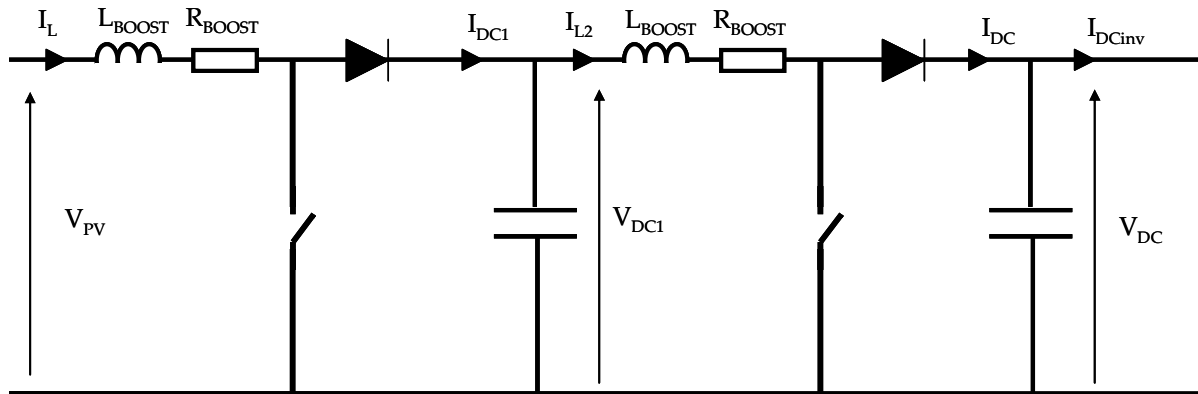 I_L
L_BOOST
R_BOOST
I_DC1
I_L2
L_BOOST
R_BOOST
I_DC
I_DCinv
V_PV
V_DC1
V_DC